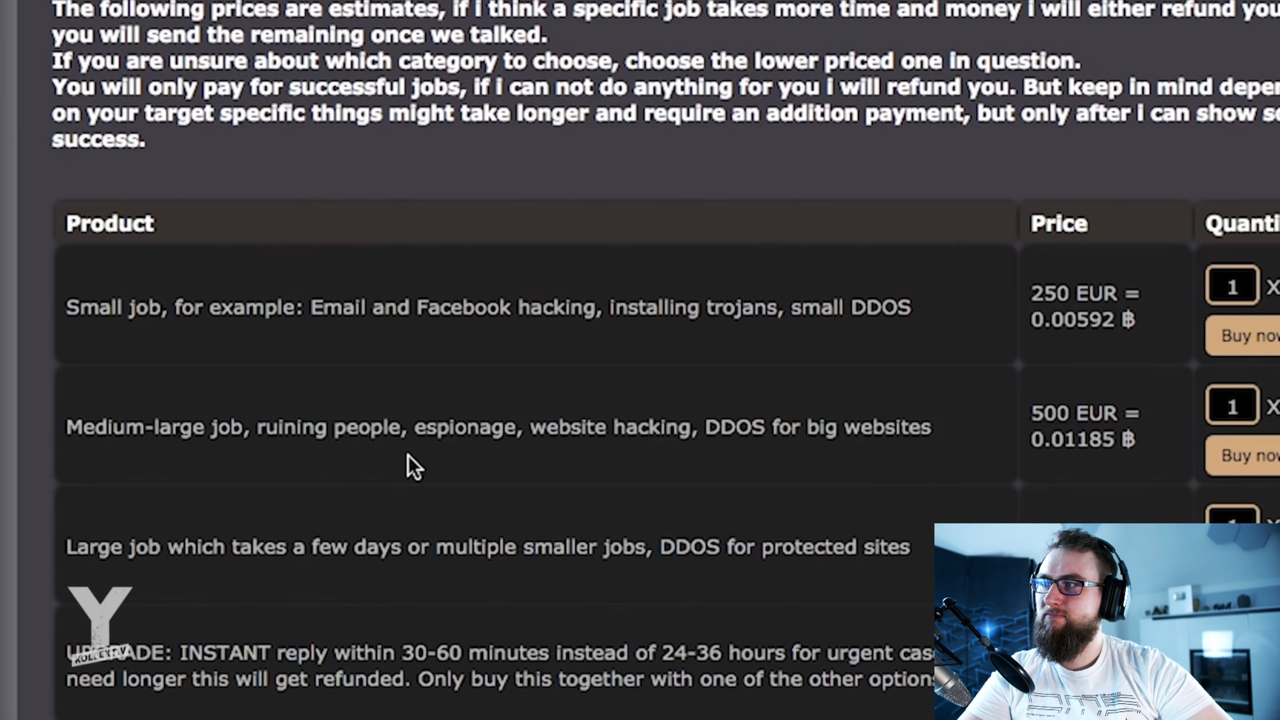 The following prices are estimates, if i think a specific job takes more time and money i will either refund you
you will send the remaining once we talked.
If you are unsure about which category to choose, choose the lower priced one in question.
You will only pay for successful jobs, if i can not do anything for you i will refund you. But keep in mind
on your target specific things might take longer and require an addition payment, but only after i can show
success.
Product Price
Small job, for example: Email and Facebook hacking, installing trojans, small DDOS
250 EUR =
0.00592 ฿
1 X
Buy now
Medium-large job, ruining people, espionage, website hacking, DDOS for big websites
500 EUR =
0.01185 ฿
1 X
Buy now
Large job which takes a few days or multiple smaller jobs, DDOS for protected sites
Y
KOLLEKTIV
UPGRADE: INSTANT reply within 30-60 minutes instead of 24-36 hours for urgent
need longer this will get refunded. Only buy this together with one of the other